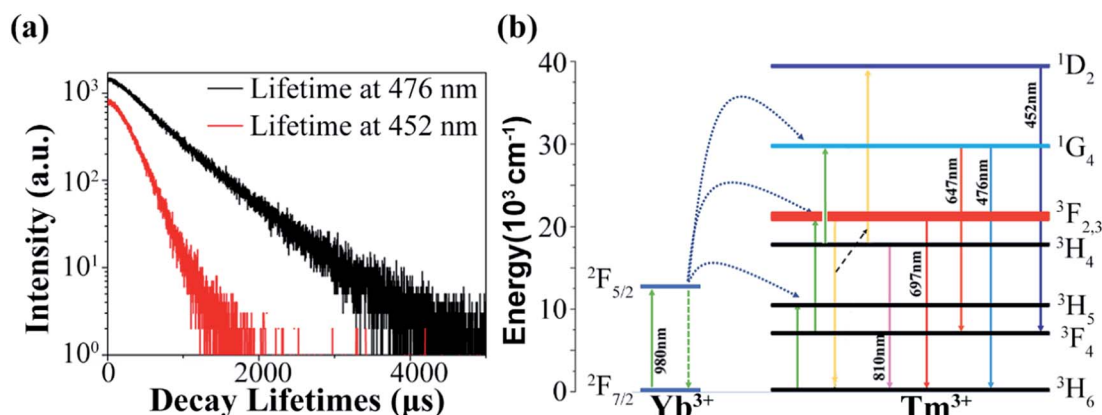 (a)
10³
10²
10¹
10⁰
Intensity (a.u.)
Lifetime at 476 nm
Lifetime at 452 nm
0
2000
4000
Decay Lifetimes (μs)
(b)
40
30
20
10
0
Energy(10³ cm⁻¹)
²F₅/₂
²F₇/₂
980nm
Yb³⁺
452nm
647nm
476nm
697nm
810nm
¹D₂
¹G₄
³F₂,₃
³H₄
³H₅
³F₄
³H₆
Tm³⁺